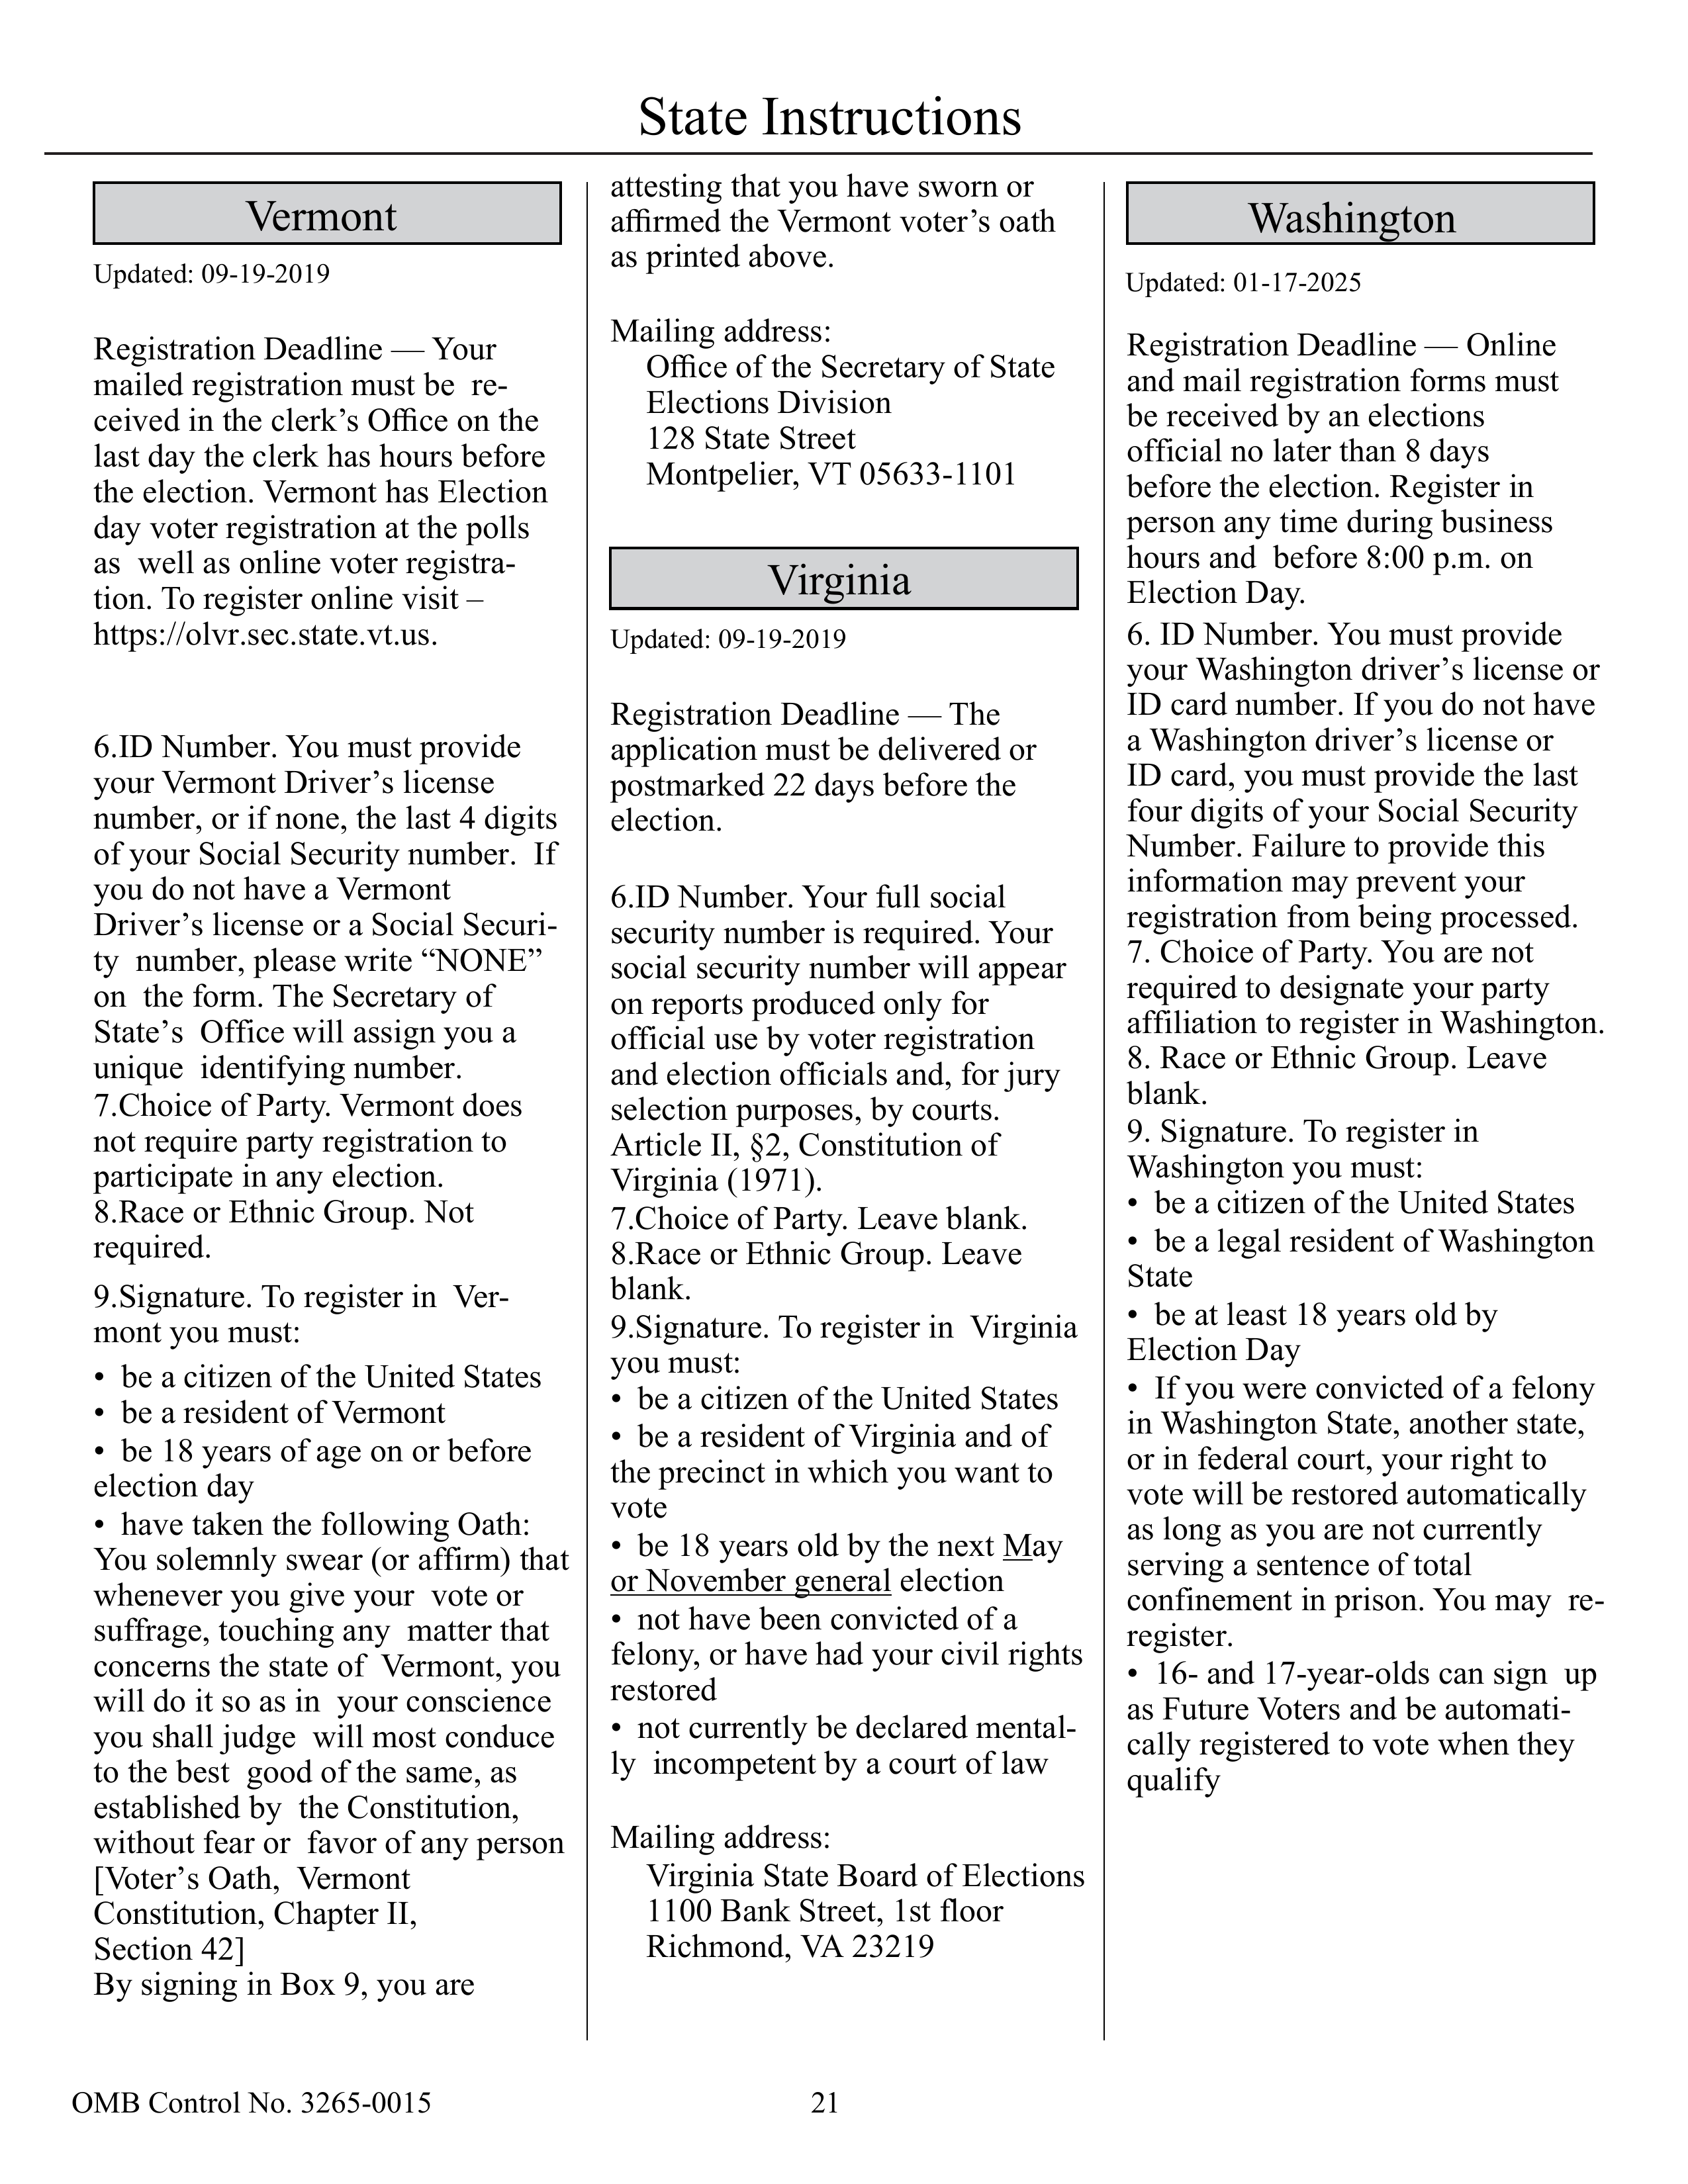 State Instructions
Vermont
Updated: 09-19-2019
Registration Deadline — Your
mailed registration must be  re-
ceived in the clerk’s Office on the
last day the clerk has hours before
the election. Vermont has Election
day voter registration at the polls
as  well as online voter registra-
tion. To register online visit –
https://olvr.sec.state.vt.us.
6.ID Number. You must provide
your Vermont Driver’s license
number, or if none, the last 4 digits
of your Social Security number.  If
you do not have a Vermont
Driver’s license or a Social Securi-
ty  number, please write “NONE”
on  the form. The Secretary of
State’s  Office will assign you a
unique  identifying number.
7.Choice of Party. Vermont does
not require party registration to
participate in any election.
8.Race or Ethnic Group. Not
required.
9.Signature. To register in  Ver-
mont you must:
•  be a citizen of the United States
•  be a resident of Vermont
•  be 18 years of age on or before
election day
•  have taken the following Oath:
You solemnly swear (or affirm) that
whenever you give your  vote or
suffrage, touching any  matter that
concerns the state of  Vermont, you
will do it so as in  your conscience
you shall judge  will most conduce
to the best  good of the same, as
established by  the Constitution,
without fear or  favor of any person
[Voter’s Oath,  Vermont
Constitution, Chapter II,
Section 42]
By signing in Box 9, you are
attesting that you have sworn or
affirmed the Vermont voter’s oath
as printed above.
Mailing address:
Office of the Secretary of State
Elections Division
128 State Street
Montpelier, VT 05633-1101
Virginia
Updated: 09-19-2019
Registration Deadline — The
application must be delivered or
postmarked 22 days before the
election.
6.ID Number. Your full social
security number is required. Your
social security number will appear
on reports produced only for
official use by voter registration
and election officials and, for jury
selection purposes, by courts.
Article II, §2, Constitution of
Virginia (1971).
7.Choice of Party. Leave blank.
8.Race or Ethnic Group. Leave
blank.
9.Signature. To register in  Virginia
you must:
•  be a citizen of the United States
•  be a resident of Virginia and of
the precinct in which you want to
vote
•  be 18 years old by the next May
or November general election
•  not have been convicted of a
felony, or have had your civil rights
restored
•  not currently be declared mental-
ly  incompetent by a court of law
Mailing address:
Virginia State Board of Elections
1100 Bank Street, 1st floor
Richmond, VA 23219
Washington
Updated: 01-17-2025
Registration Deadline — Online
and mail registration forms must
be received by an elections
official no later than 8 days
before the election. Register in
person any time during business
hours and  before 8:00 p.m. on
Election Day.
6. ID Number. You must provide
your Washington driver’s license or
ID card number. If you do not have
a Washington driver’s license or
ID card, you must provide the last
four digits of your Social Security
Number. Failure to provide this
information may prevent your
registration from being processed.
7. Choice of Party. You are not
required to designate your party
affiliation to register in Washington.
8. Race or Ethnic Group. Leave
blank.
9. Signature. To register in
Washington you must:
•  be a citizen of the United States
•  be a legal resident of Washington
State
•  be at least 18 years old by
Election Day
•  If you were convicted of a felony
in Washington State, another state,
or in federal court, your right to
vote will be restored automatically
as long as you are not currently
serving a sentence of total
confinement in prison. You may  re-
register.
•  16- and 17-year-olds can sign  up
as Future Voters and be automati-
cally registered to vote when they
qualify
OMB Control No. 3265-0015
21